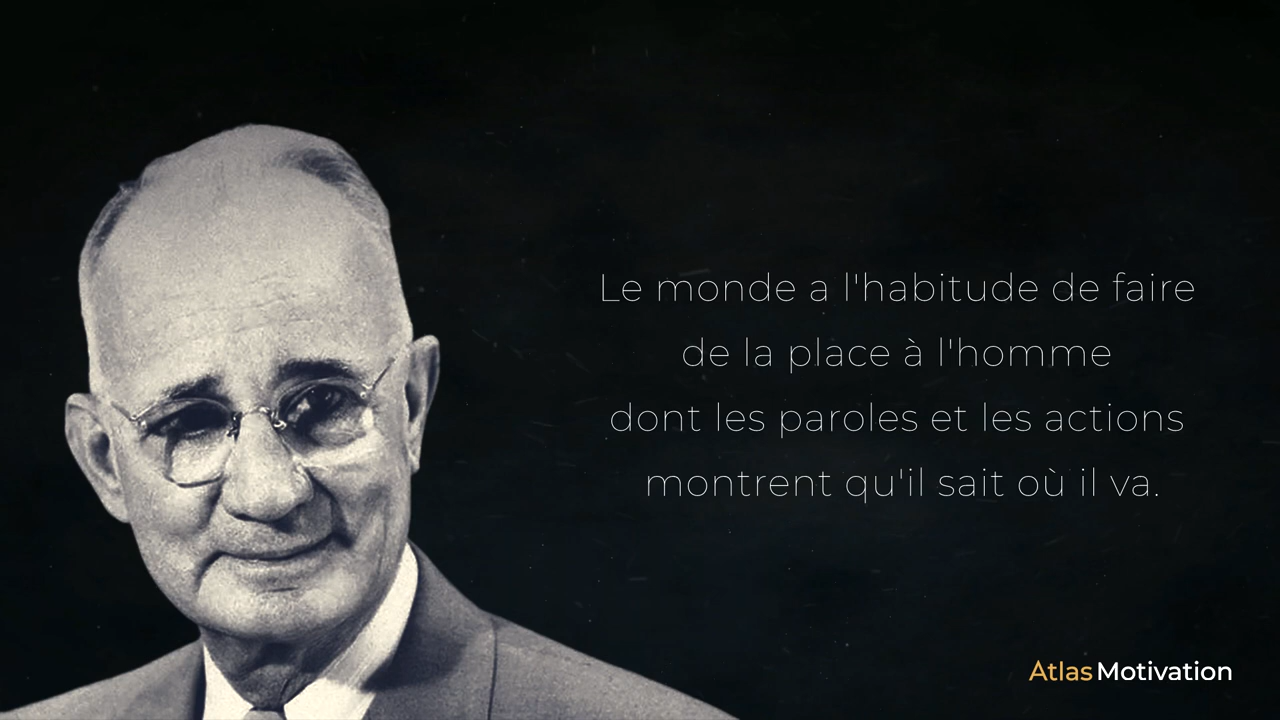 Le monde a l'habitude de faire
de la place à l'homme
dont les paroles et les actions
montrent qu'il sait où il va.
Atlas Motivation